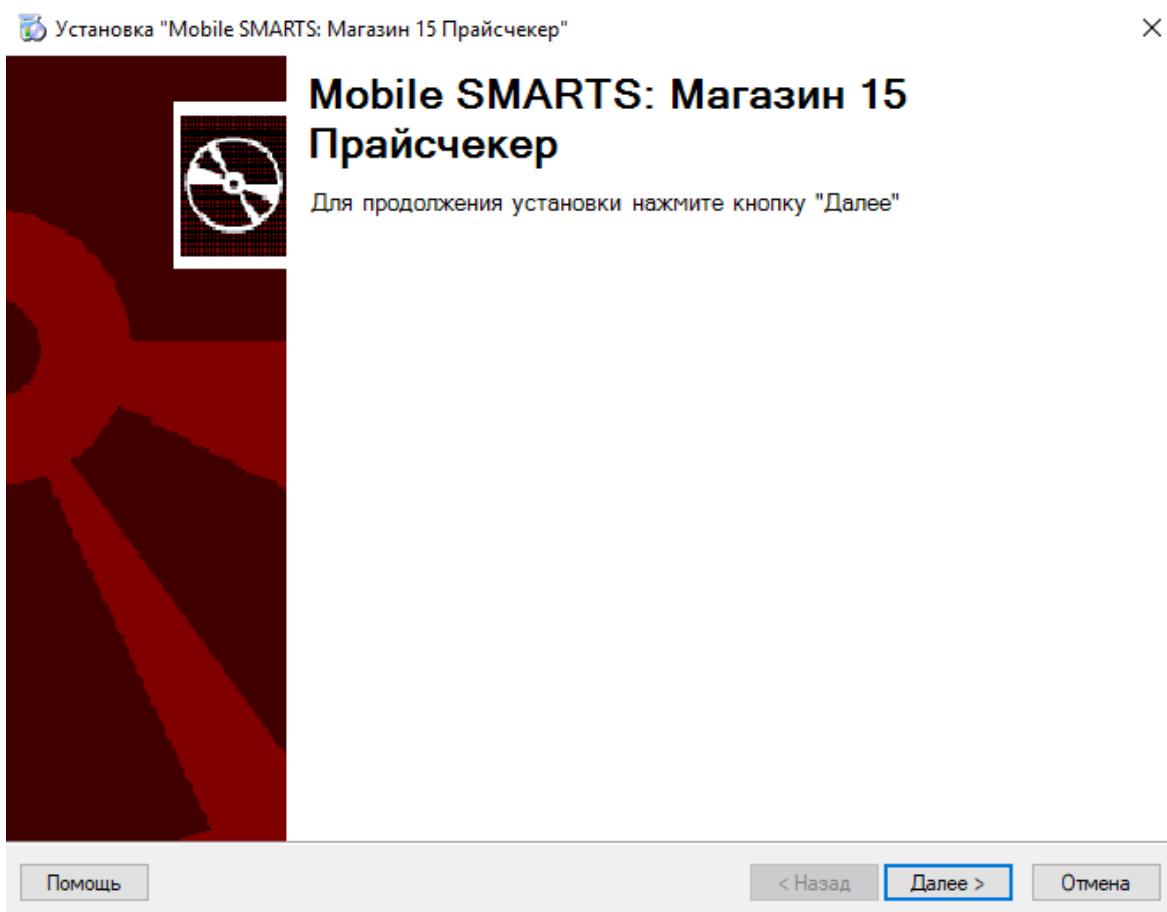 Установка "Mobile SMARTS: Магазин 15 Прайсчекер"
Mobile SMARTS: Магазин 15
Прайсчекер
Для продолжения установки нажмите кнопку "Далее"
Помощь
< Назад
Далее >
Отмена